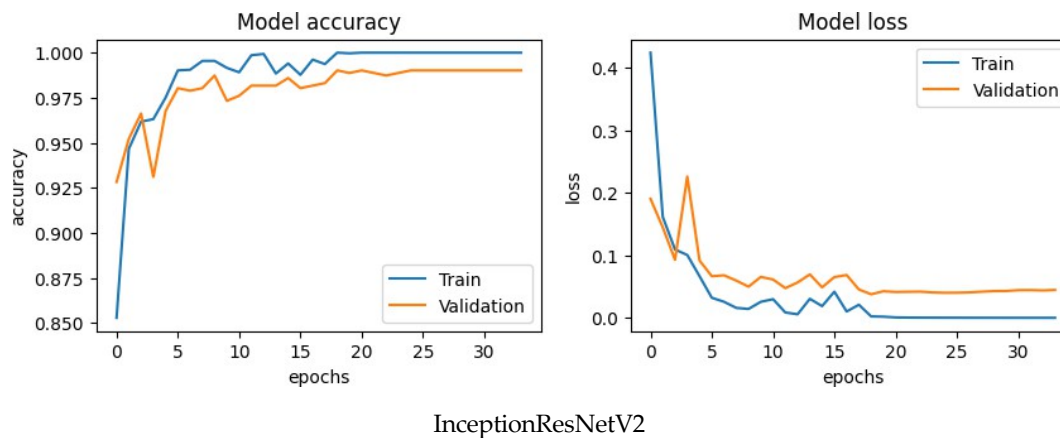 Model accuracy
1.000
0.975
0.950
0.925
0.900
0.875
0.850
accuracy
0 5 10 15 20 25 30
epochs
Train
Validation
Model loss
0.4
0.3
0.2
0.1
0.0
loss
0 5 10 15 20 25 30
epochs
Train
Validation
InceptionResNetV2